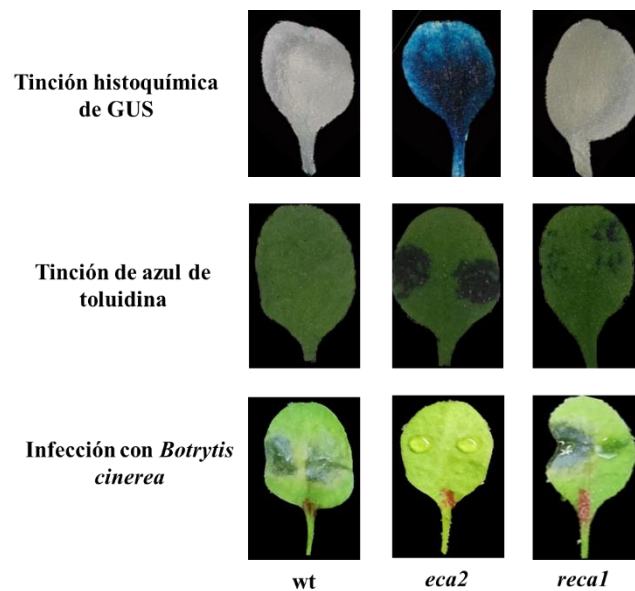 Tinción histoquímica
de GUS
Tinción de azul de
toluidina
Infección con Botrytis
cinerea
wt eca2 reca1